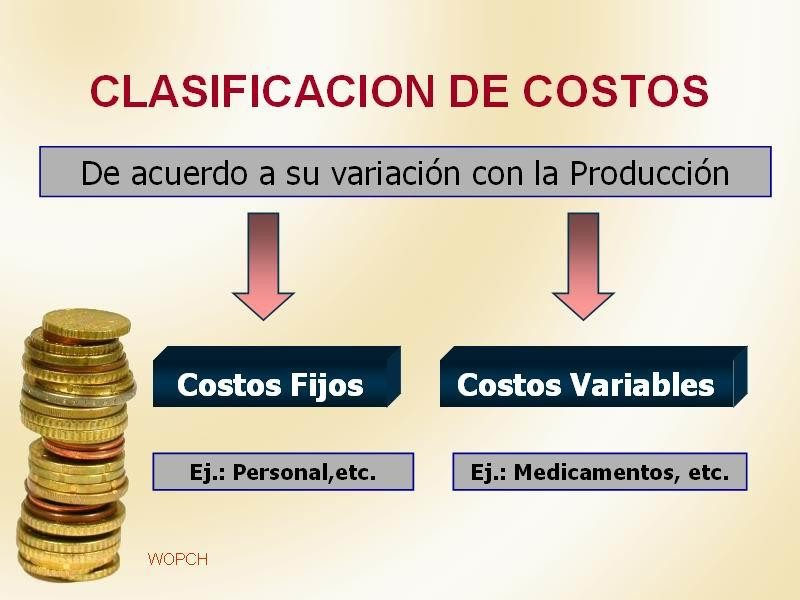 CLASIFICACION DE COSTOS
De acuerdo a su variación con la Producción
Costos Fijos
Costos Variables
Ej.: Personal,etc.
Ej.: Medicamentos, etc.
WOPCH